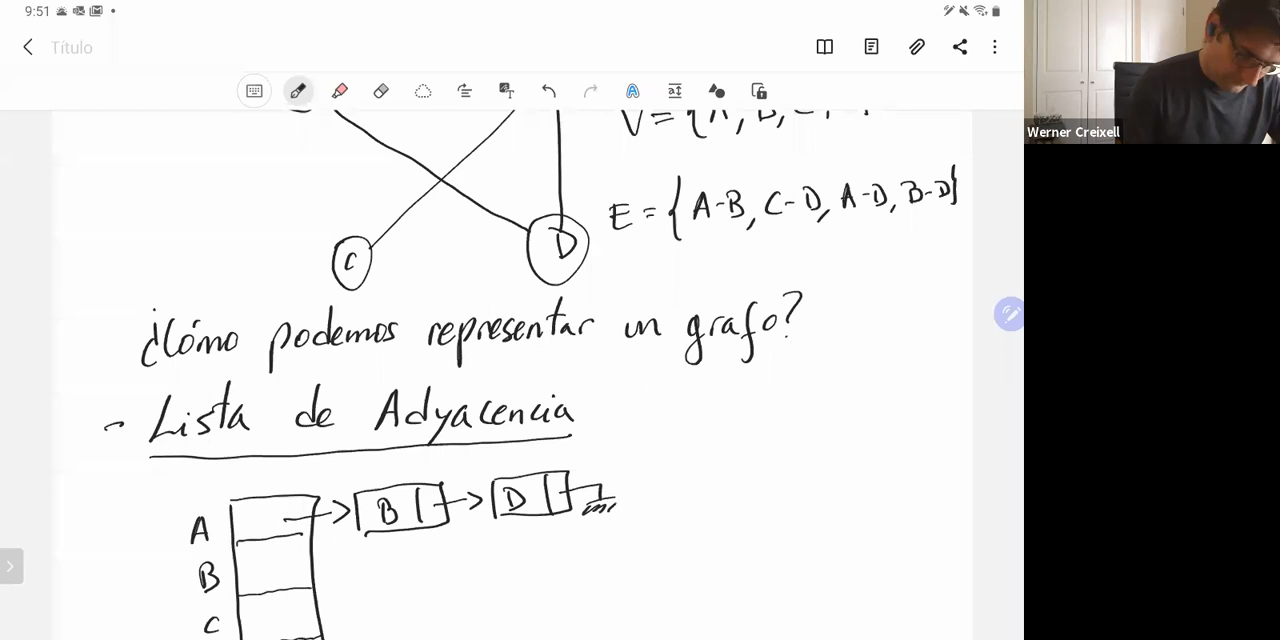 9:51
Título
V = {A, B, C,
E = { A-B, C-D, A-D, B-D}
C
D
¿Cómo podemos representar un grafo?
- Lista de Adyacencia
A B D
B
C
Werner Creixell